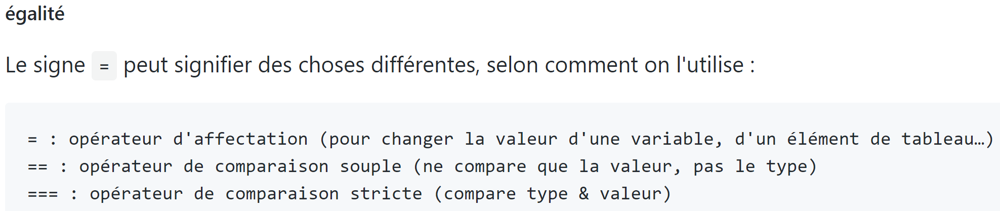 égalité
Le signe = peut signifier des choses différentes, selon comment on l'utilise :
= : opérateur d'affectation (pour changer la valeur d'une variable, d'un élément de tableau…)
== : opérateur de comparaison souple (ne compare que la valeur, pas le type)
=== : opérateur de comparaison stricte (compare type & valeur)